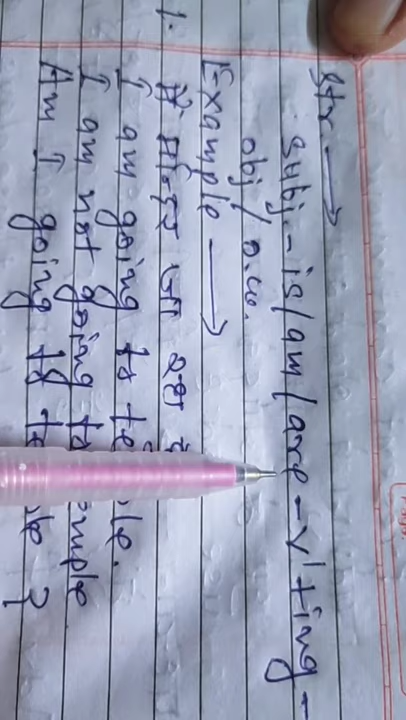 Str →
Subj - is/am/are - V¹+ing -
obj/o.w.
Example →
1. मैं मन्दिर जा रहा
I am going to temple.
I am not going to temple
Am I going to temple ?